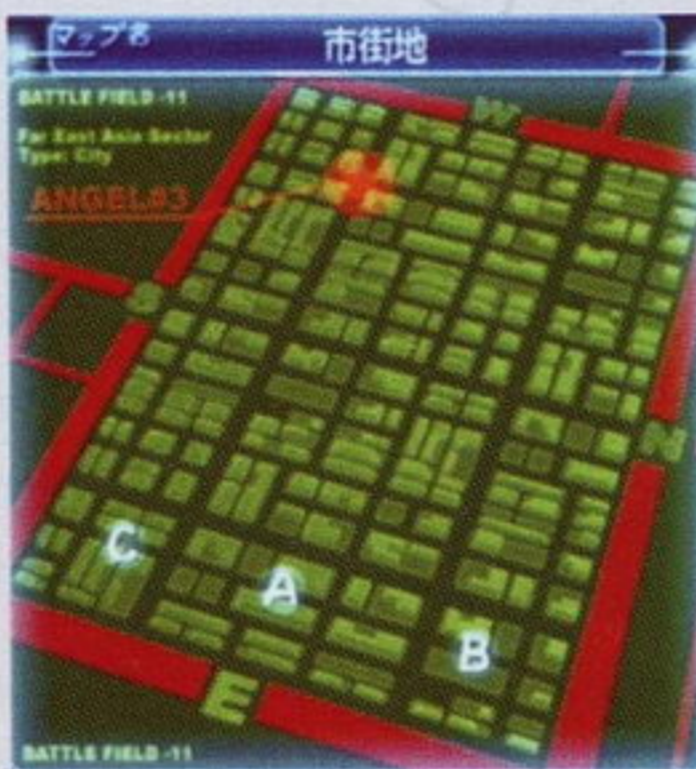 マップ名
市街地
BATTLE FIELD -11
Far East Asia Sector
Type: City
ANGEL#3
W
S
N
C
A
B
E
BATTLE FIELD -11